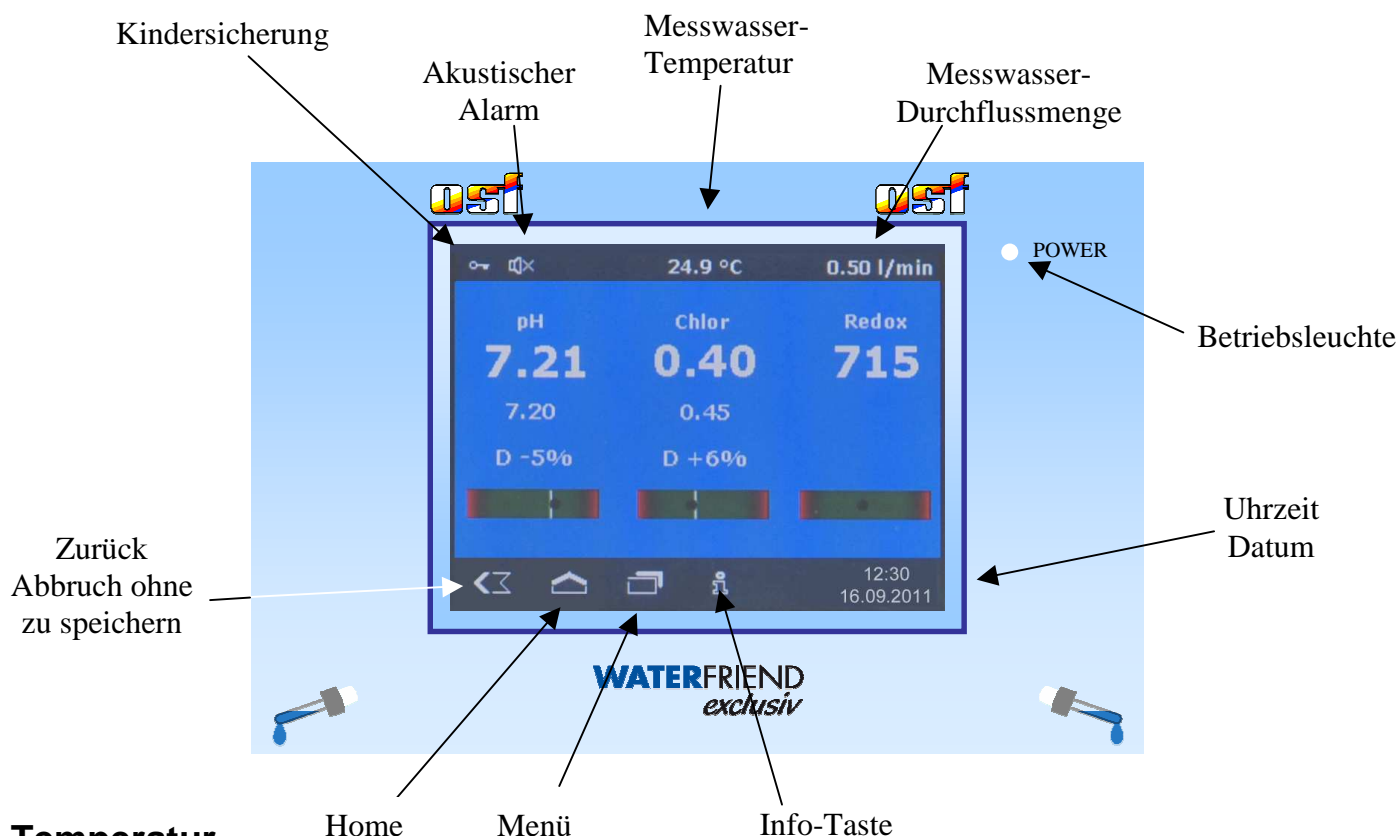 Kindersicherung
Akustischer
Alarm
Messwasser-
Temperatur
Messwasser-
Durchflussmenge
osf
osf
24.9 °C
0.50 l/min
POWER
Betriebsleuchte
pH
Chlor
Redox
7.21
0.40
715
7.20
0.45
D -5%
D +6%
Uhrzeit
Datum
Zurück
Abbruch ohne
zu speichern
12:30
16.09.2011
WATERFRIEND
exclusiv
Home
Menü
Info-Taste
Temperatur